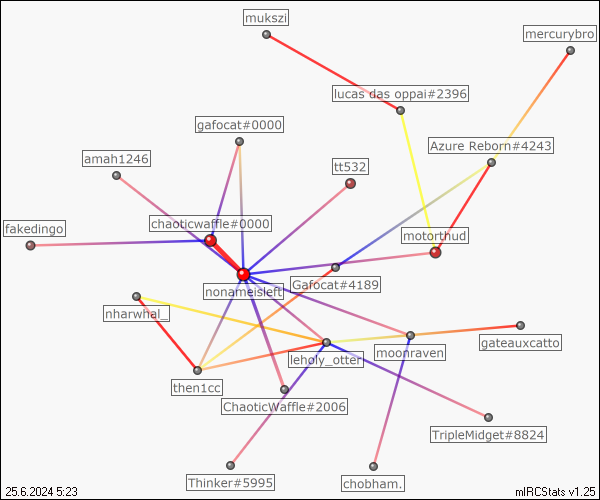 mukszi
mercurybro
lucas das oppai#2396
gafocat#0000
Azure Reborn#4243
amah1246
tt532
chaoticwaffle#0000
fakedingo
motorthud
Gafocat#4189
nonameisleft
nharwhal_
gateauxcatto
moonraven
leholy_otter
then1cc
ChaoticWaffle#2006
TripleMidget#8824
Thinker#5995
chobham.
25.6.2024 5:23
mIRCStats v1.25